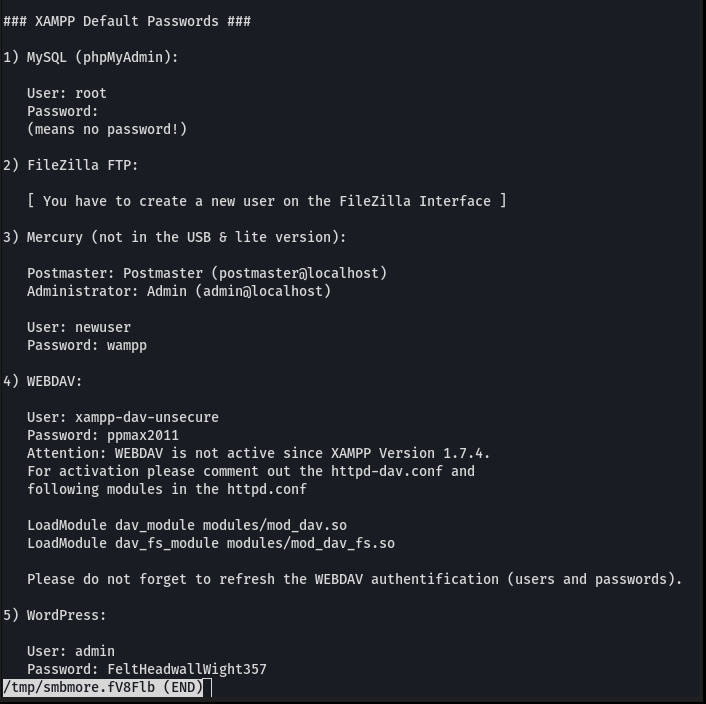 ### XAMPP Default Passwords ###
1) MySQL (phpMyAdmin):
User: root
Password:
(means no password!)
2) FileZilla FTP:
[ You have to create a new user on the FileZilla Interface ]
3) Mercury (not in the USB & lite version):
Postmaster: Postmaster (postmaster@localhost)
Administrator: Admin (admin@localhost)
User: newuser
Password: wampp
4) WEBDAV:
User: xampp-dav-unsecure
Password: ppmax2011
Attention: WEBDAV is not active since XAMPP Version 1.7.4.
For activation please comment out the httpd-dav.conf and
following modules in the httpd.conf
LoadModule dav_module modules/mod_dav.so
LoadModule dav_fs_module modules/mod_dav_fs.so
Please do not forget to refresh the WEBDAV authentification (users and passwords).
5) WordPress:
User: admin
Password: FeltHeadwallWight357
/tmp/smbmore.fV8Flb (END)